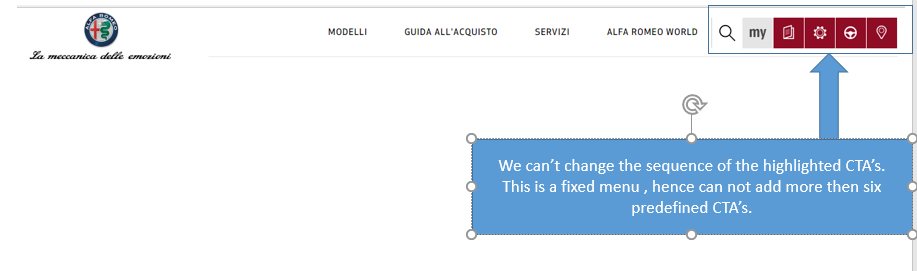 ALFA ROMEO
La meccanica delle emozioni
MODELLI GUIDA ALL'ACQUISTO SERVIZI ALFA ROMEO WORLD my
We can't change the sequence of the highlighted CTA's.
This is a fixed menu , hence can not add more then six
predefined CTA's.